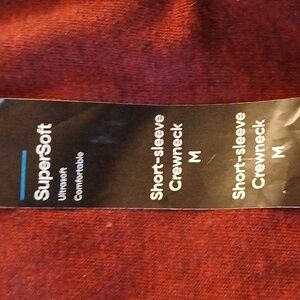 SuperSoft
Ultrasoft
Comfortable
Short-sleeve
Crewneck
M
Short-sleeve
Crewneck
M